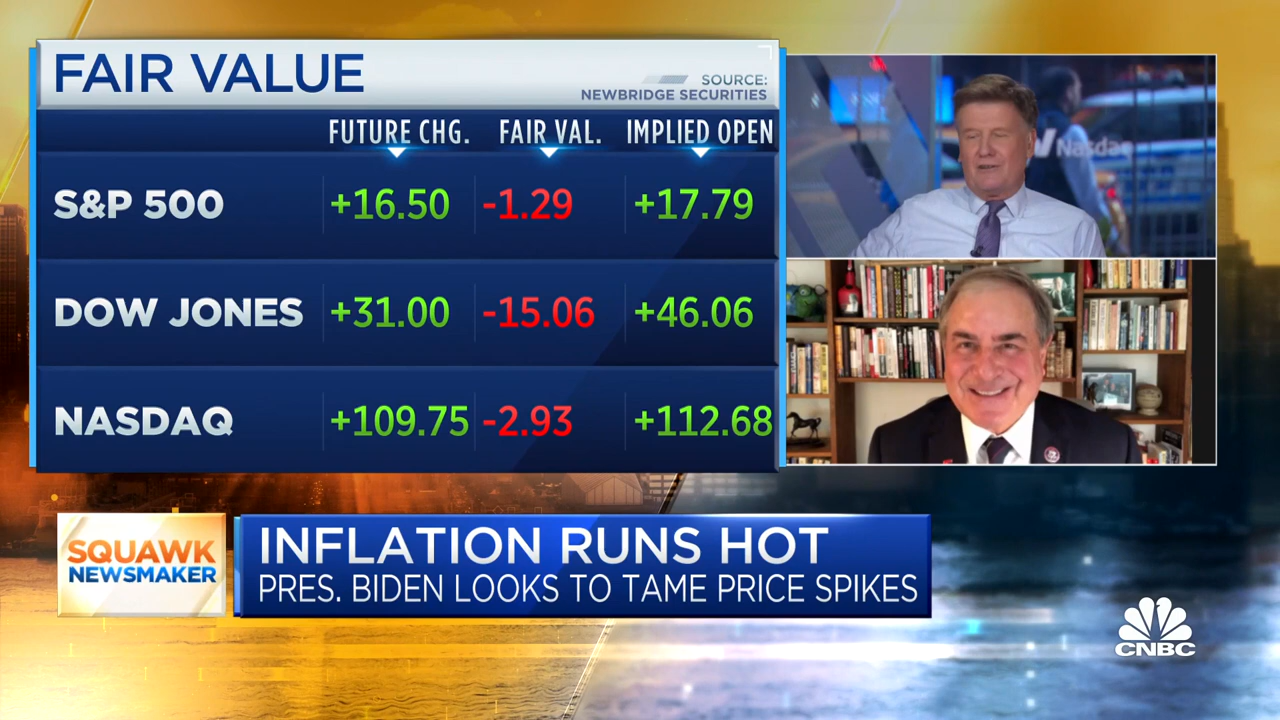 FAIR VALUE
SOURCE:
NEWBRIDGE SECURITIES
FUTURE CHG. FAIR VAL. IMPLIED OPEN
S&P 500 +16.50 -1.29 +17.79
DOW JONES +31.00 -15.06 +46.06
NASDAQ +109.75 -2.93 +112.68
Nasdaq
SQUAWK
NEWSMAKER
INFLATION RUNS HOT
PRES. BIDEN LOOKS TO TAME PRICE SPIKES
CNBC